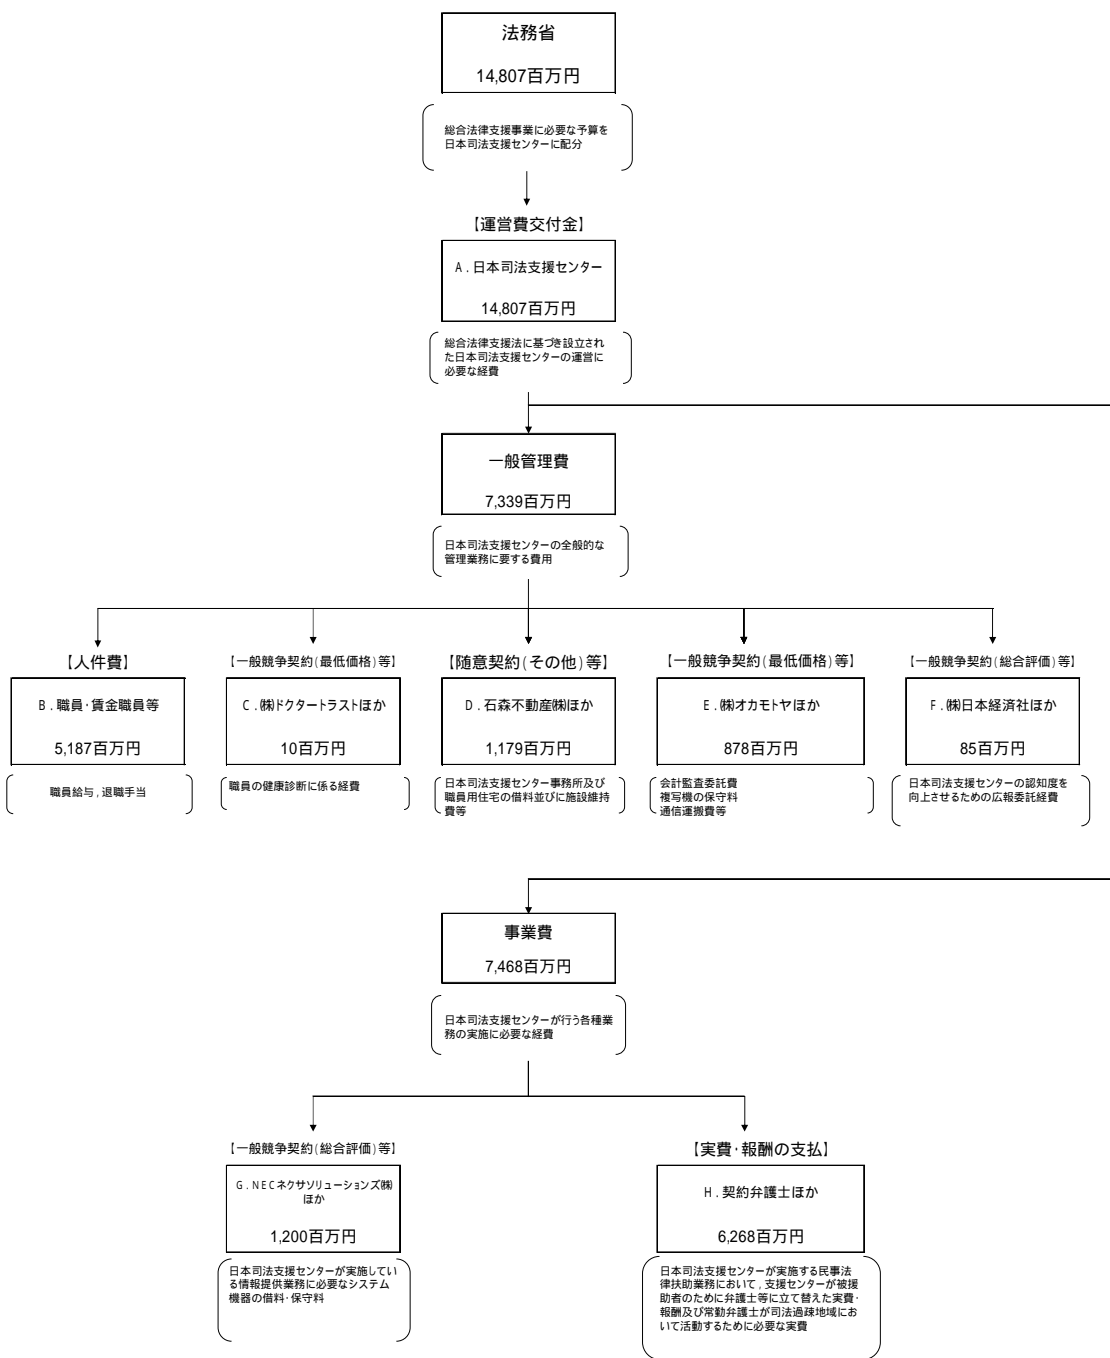 法務省
14,807百万円
総合法律支援事業に必要な予算を
日本司法支援センターに配分
【運営費交付金】
A．日本司法支援センター
14,807百万円
総合法律支援法に基づき設立され
た日本司法支援センターの運営に
必要な経費
一般管理費
7,339百万円
日本司法支援センターの全般的な
管理業務に要する費用
【人件費】
B．職員・賃金職員等
5,187百万円
職員給与，退職手当
【一般競争契約(最低価格)等】
C．㈱ドクタートラストほか
10百万円
職員の健康診断に係る経費
【随意契約(その他)等】
D．石森不動産㈱ほか
1,179百万円
日本司法支援センター事務所及び
職員用住宅の借料並びに施設維持
費等
【一般競争契約(最低価格)等】
E．㈱オカモトヤほか
878百万円
会計監査委託費
複写機の保守料
通信運搬費等
【一般競争契約(総合評価)等】
F．㈱日本経済社ほか
85百万円
日本司法支援センターの認知度を
向上させるための広報委託経費
事業費
7,468百万円
日本司法支援センターが行う各種業
務の実施に必要な経費
【一般競争契約(総合評価)等】
G．NECネクサソリューションズ㈱
ほか
1,200百万円
日本司法支援センターが実施してい
る情報提供業務に必要なシステム
機器の借料・保守料
【実費・報酬の支払】
H．契約弁護士ほか
6,268百万円
日本司法支援センターが実施する民事法
律扶助業務において，支援センターが被援
助者のために弁護士等に立て替えた実費・
報酬及び常勤弁護士が司法過疎地域にお
いて活動するために必要な実費